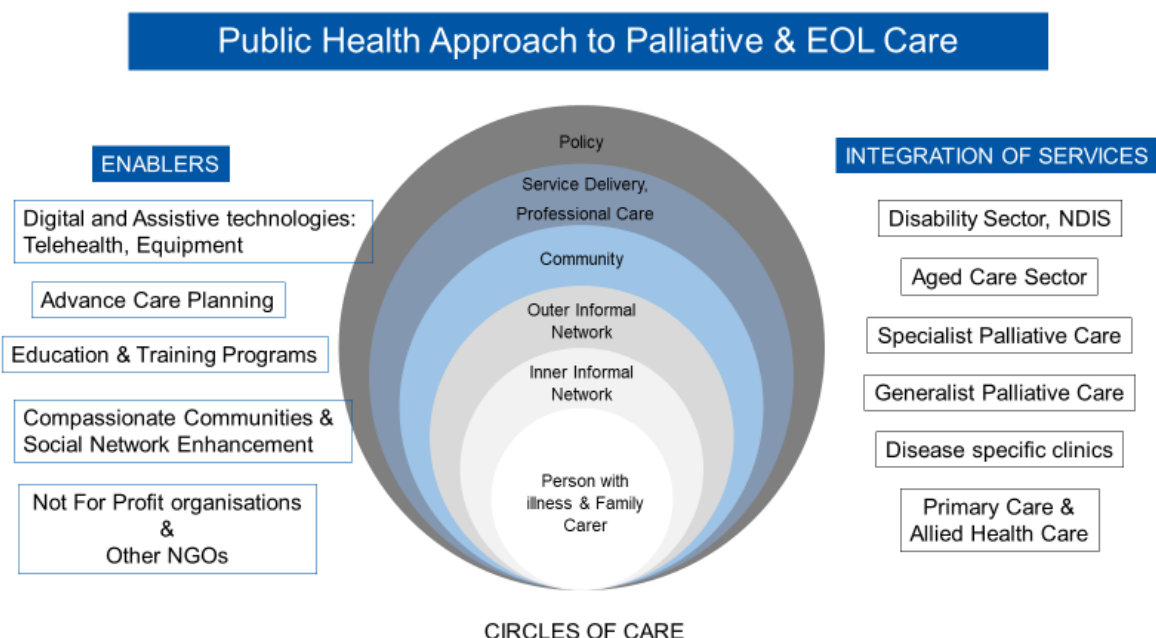 Public Health Approach to Palliative & EOL Care
ENABLERS
Digital and Assistive technologies:
Telehealth, Equipment
Advance Care Planning
Education & Training Programs
Compassionate Communities &
Social Network Enhancement
Not For Profit organisations
&
Other NGOs
Policy
Service Delivery,
Professional Care
Community
Outer Informal
Network
Inner Informal
Network
Person with
illness & Family
Carer
CIRCLES OF CARE
INTEGRATION OF SERVICES
Disability Sector, NDIS
Aged Care Sector
Specialist Palliative Care
Generalist Palliative Care
Disease specific clinics
Primary Care &
Allied Health Care